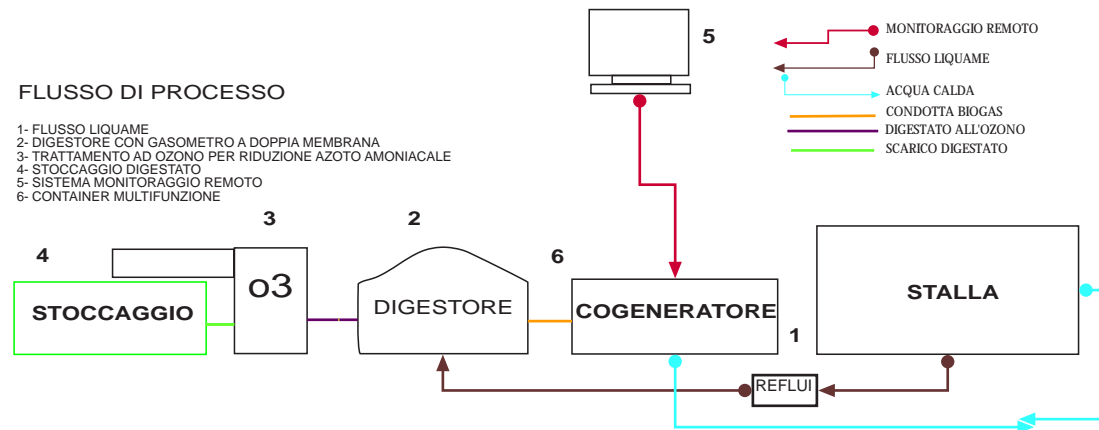 5
MONITORAGGIO REMOTO
FLUSSO LIQUAME
ACQUA CALDA
CONDOTTA BIOGAS
DIGESTATO ALL'OZONO
SCARICO DIGESTATO
FLUSSO DI PROCESSO
1- FLUSSO LIQUAME
2- DIGESTORE CON GASOMETRO A DOPPIA MEMBRANA
3- TRATTAMENTO AD OZONO PER RIDUZIONE AZOTO AMONIACALE
4- STOCCAGGIO DIGESTATO
5- SISTEMA MONITORAGGIO REMOTO
6- CONTAINER MULTIFUNZIONE
4
3
2
6
STOCCAGGIO
o3
DIGESTORE
COGENERATORE
STALLA
1
REFLUI